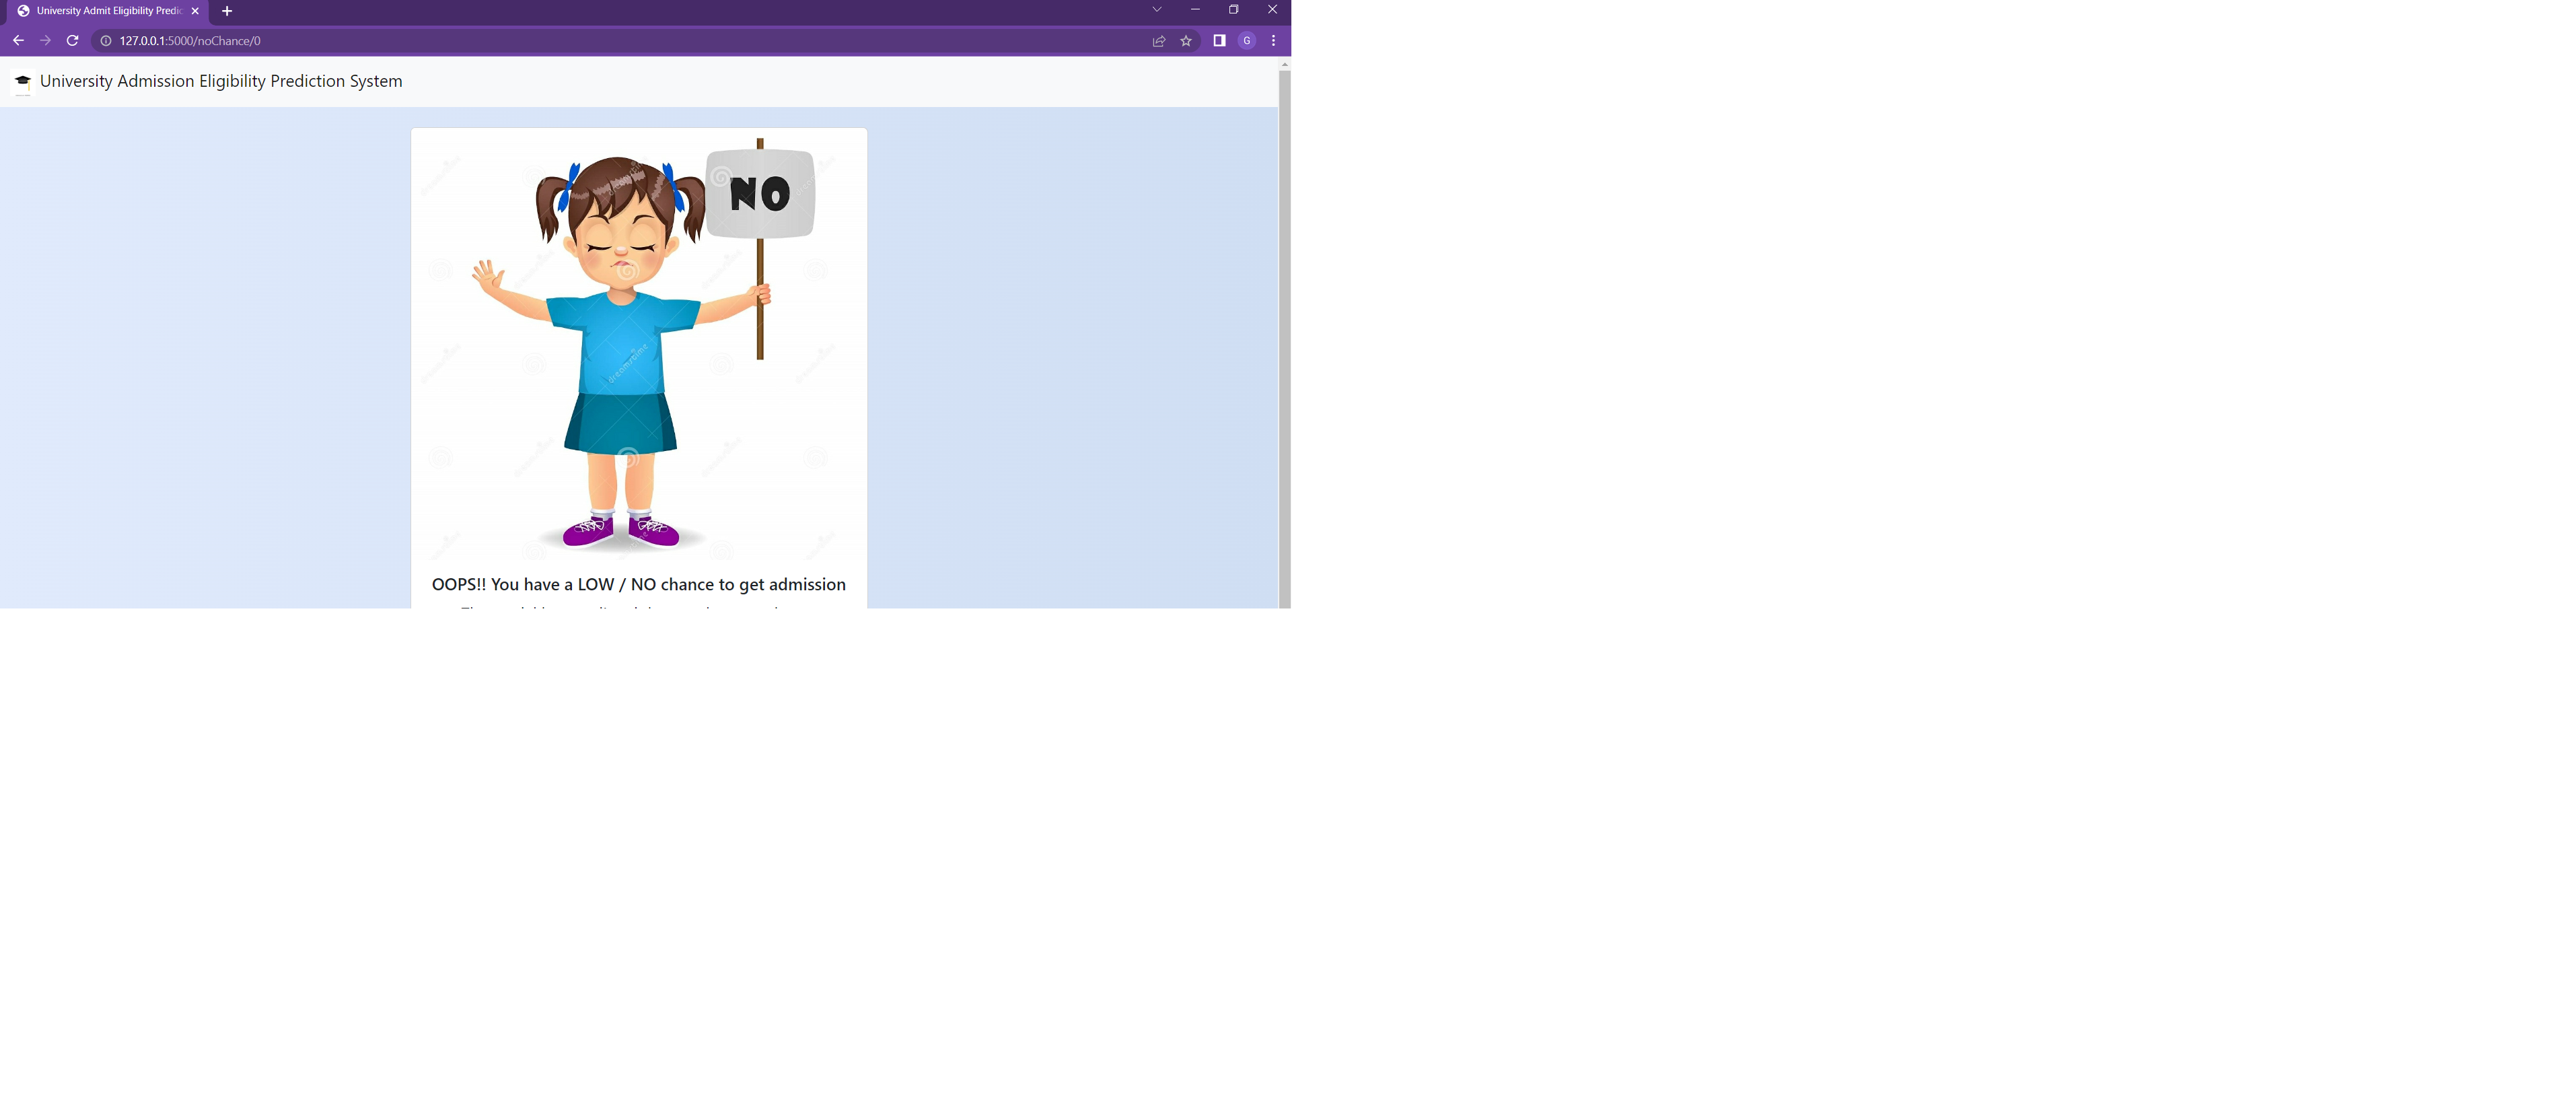 University Admit Eligibility Predic
127.0.0.1:5000/noChance/0
G
University Admission Eligibility Prediction System
NO
dreamstime
OOPS!! You have a LOW / NO chance to get admission